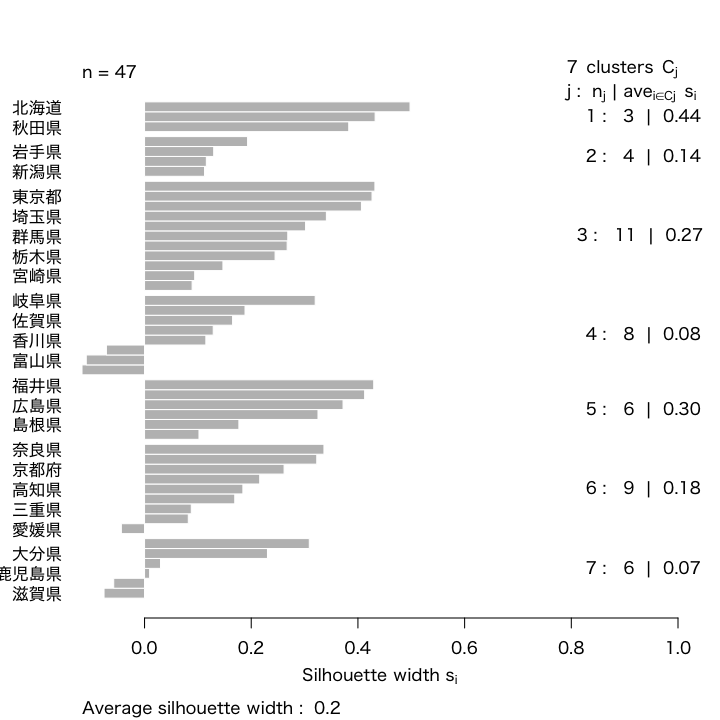 n = 47
7 clusters Cj
j : nj | avei∈Cj si
北海道
1 : 3 | 0.44
秋田県
岩手県
2 : 4 | 0.14
新潟県
東京都
埼玉県
群馬県
3 : 11 | 0.27
栃木県
宮崎県
岐阜県
佐賀県
4 : 8 | 0.08
香川県
富山県
福井県
広島県
5 : 6 | 0.30
島根県
奈良県
京都府
高知県
6 : 9 | 0.18
三重県
愛媛県
大分県
7 : 6 | 0.07
鹿児島県
滋賀県
0.0 0.2 0.4 0.6 0.8 1.0
Silhouette width si
Average silhouette width : 0.2